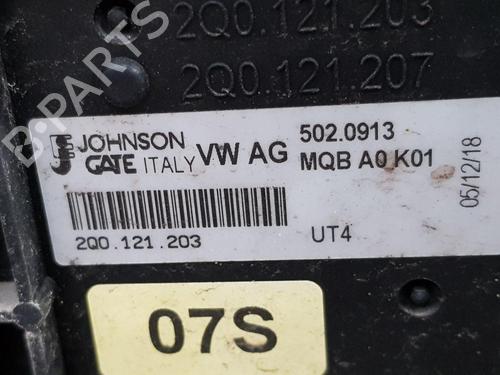 2Q0.121.203
2Q0.121.207
B-PARTS
JOHNSON
GATE ITALY
VW AG
502.0913
MQB A0 K01
05/12/18
2Q0.121.203
UT4
07S